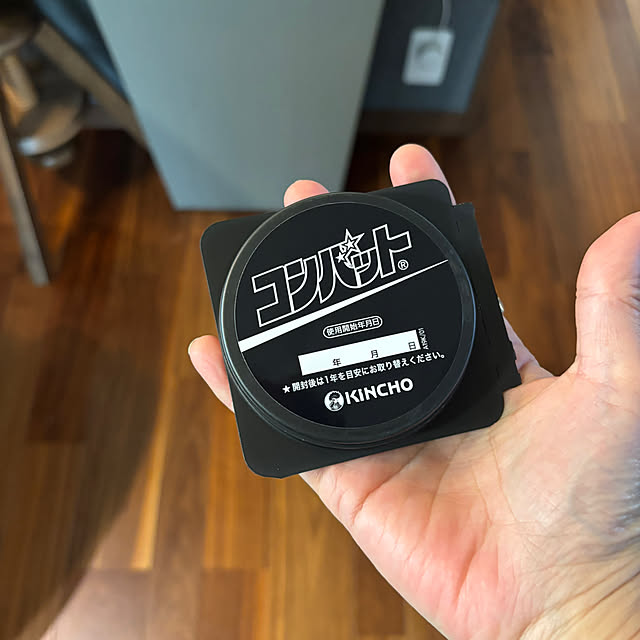 コンバット®
使用開始年月日
年 月 日
★開封後は1年を目安にお取り替えください。
KINCHO